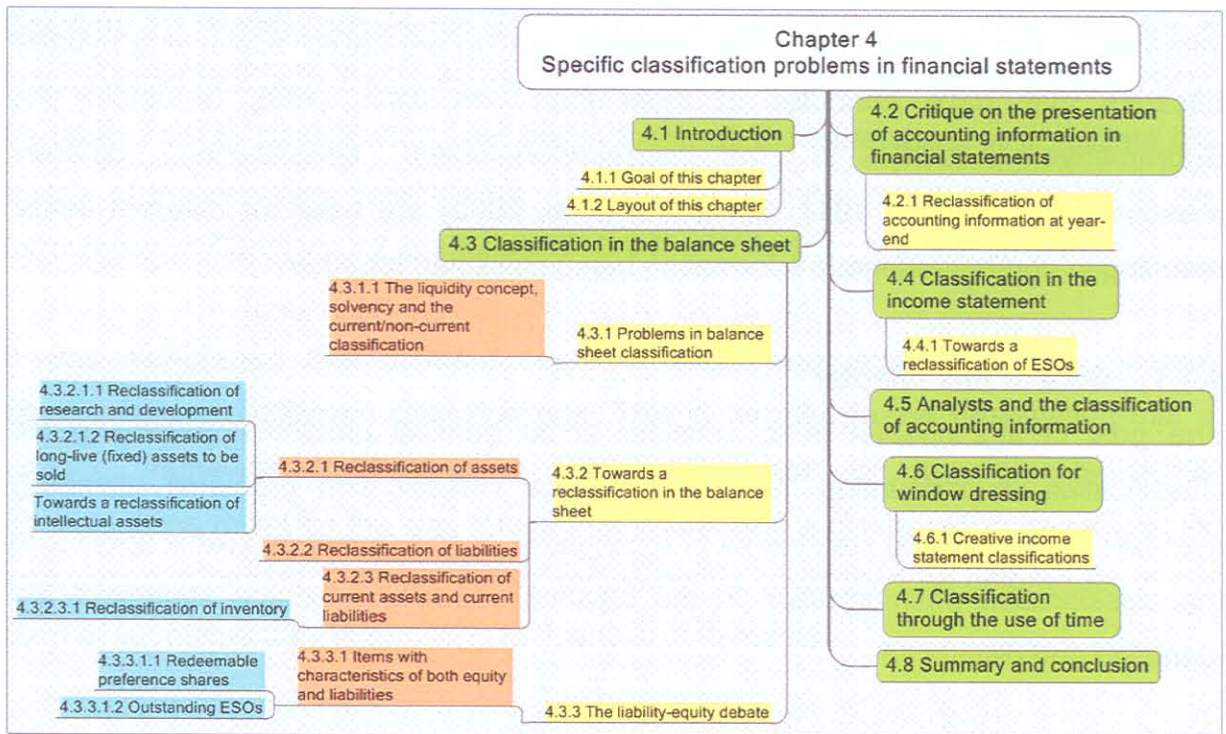 Chapter 4
Specific classification problems in financial statements
4.1 Introduction
4.1.1 Goal of this chapter
4.1.2 Layout of this chapter
4.2 Critique on the presentation
of accounting information in
financial statements
4.2.1 Reclassification of
accounting information at year-
end
4.3 Classification in the balance sheet
4.3.1.1 The liquidity concept,
solvency and the
current/non-current
classification
4.3.1 Problems in balance
sheet classification
4.3.2.1.1 Reclassification of
research and development
4.3.2.1.2 Reclassification of
long-live (fixed) assets to be
sold
Towards a reclassification of
intellectual assets
4.3.2.1 Reclassification of assets
4.3.2 Towards a
reclassification in the balance
sheet
4.3.2.2 Reclassification of liabilities
4.3.2.3 Reclassification of
current assets and current
liabilities
4.3.2.3.1 Reclassification of inventory
4.3.3.1.1 Redeemable
preference shares
4.3.3.1.2 Outstanding ESOs
4.3.3.1 Items with
characteristics of both equity
and liabilities
4.3.3 The liability-equity debate
4.4 Classification in the
income statement
4.4.1 Towards a
reclassification of ESOs
4.5 Analysts and the classification
of accounting information
4.6 Classification for
window dressing
4.6.1 Creative income
statement classifications
4.7 Classification
through the use of time
4.8 Summary and conclusion